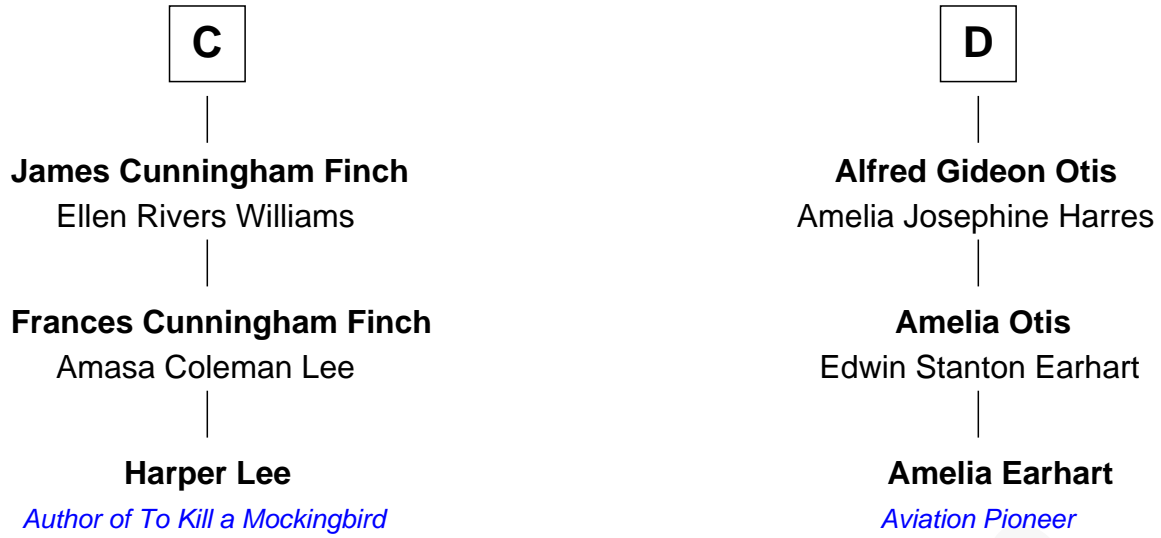 C
James Cunningham Finch
Ellen Rivers Williams
Frances Cunningham Finch
Amasa Coleman Lee
Harper Lee
Author of To Kill a Mockingbird
D
Alfred Gideon Otis
Amelia Josephine Harres
Amelia Otis
Edwin Stanton Earhart
Amelia Earhart
Aviation Pioneer